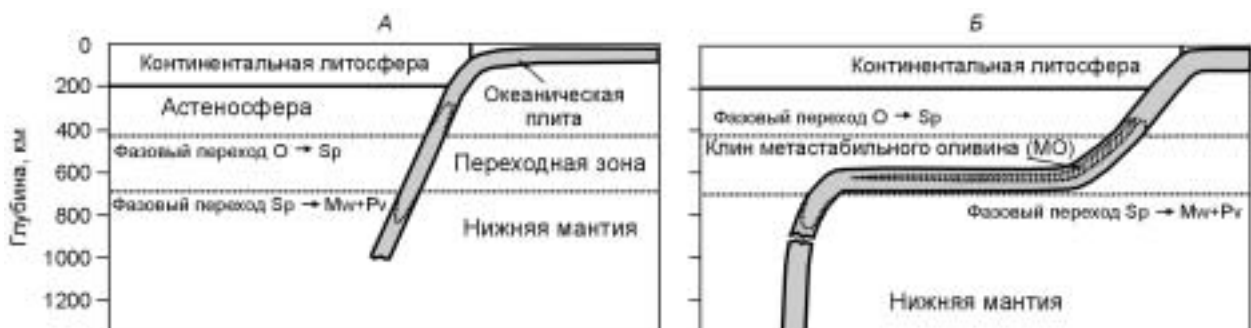 А
Б
0
200
400
600
800
1000
1200
Глубина, км
Континентальная литосфера
Астеносфера
Океаническая
плита
Фазовый переход O → Sp
Переходная зона
Фазовый переход Sp → Mw+Pv
Нижняя мантия
Континентальная литосфера
Фазовый переход O → Sp
Клин метастабильного оливина (МО)
Фазовый переход Sp → Mw+Pv
Нижняя мантия